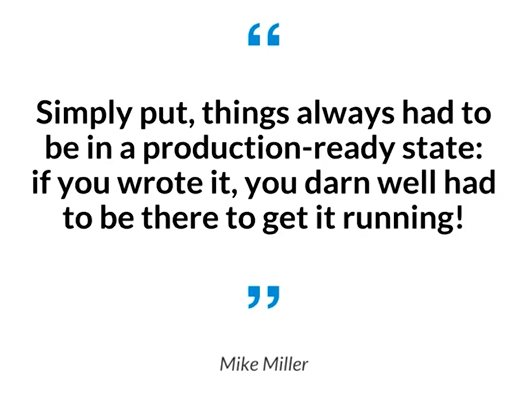 “
Simply put, things always had to
be in a production-ready state:
if you wrote it, you darn well had
to be there to get it running!
”
Mike Miller